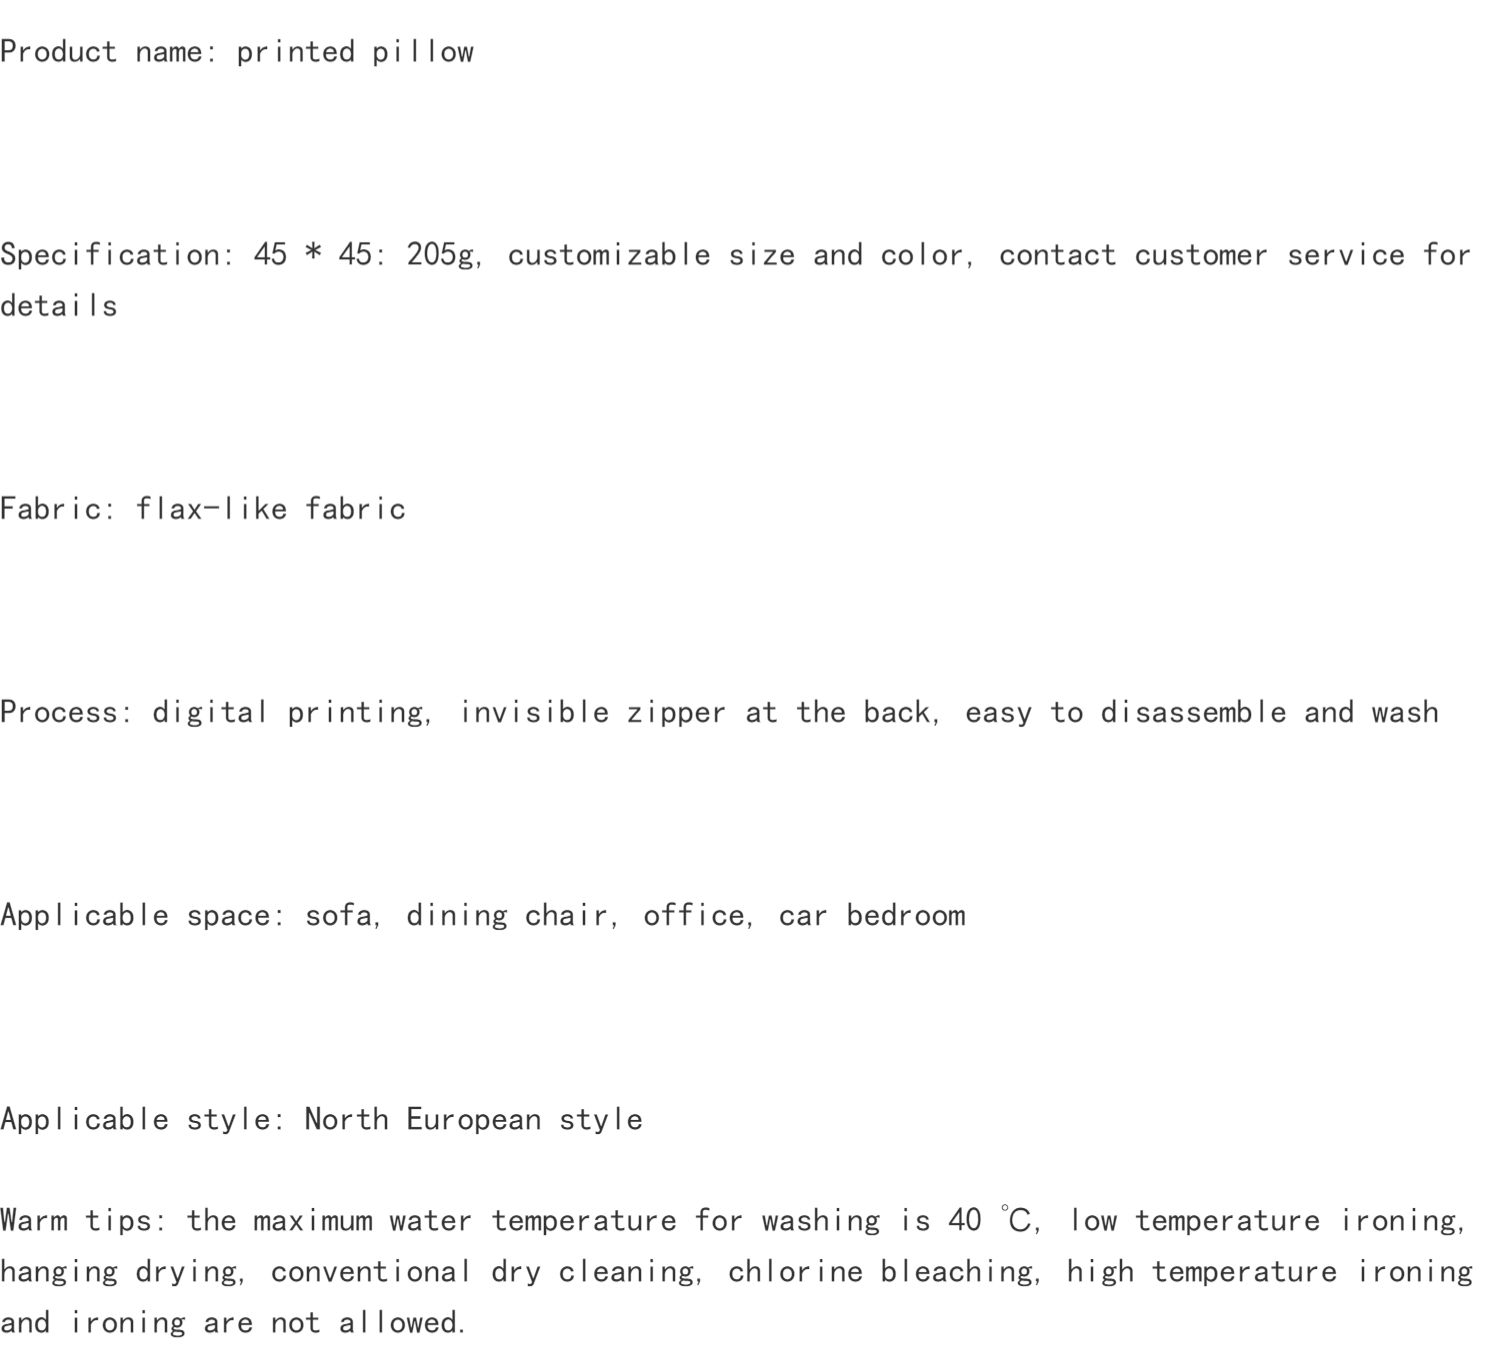 Product name: printed pillow
Specification: 45 * 45: 205g, customizable size and color, contact customer service for
details
Fabric: flax-like fabric
Process: digital printing, invisible zipper at the back, easy to disassemble and wash
Applicable space: sofa, dining chair, office, car bedroom
Applicable style: North European style
Warm tips: the maximum water temperature for washing is 40 ℃, low temperature ironing,
hanging drying, conventional dry cleaning, chlorine bleaching, high temperature ironing
and ironing are not allowed.